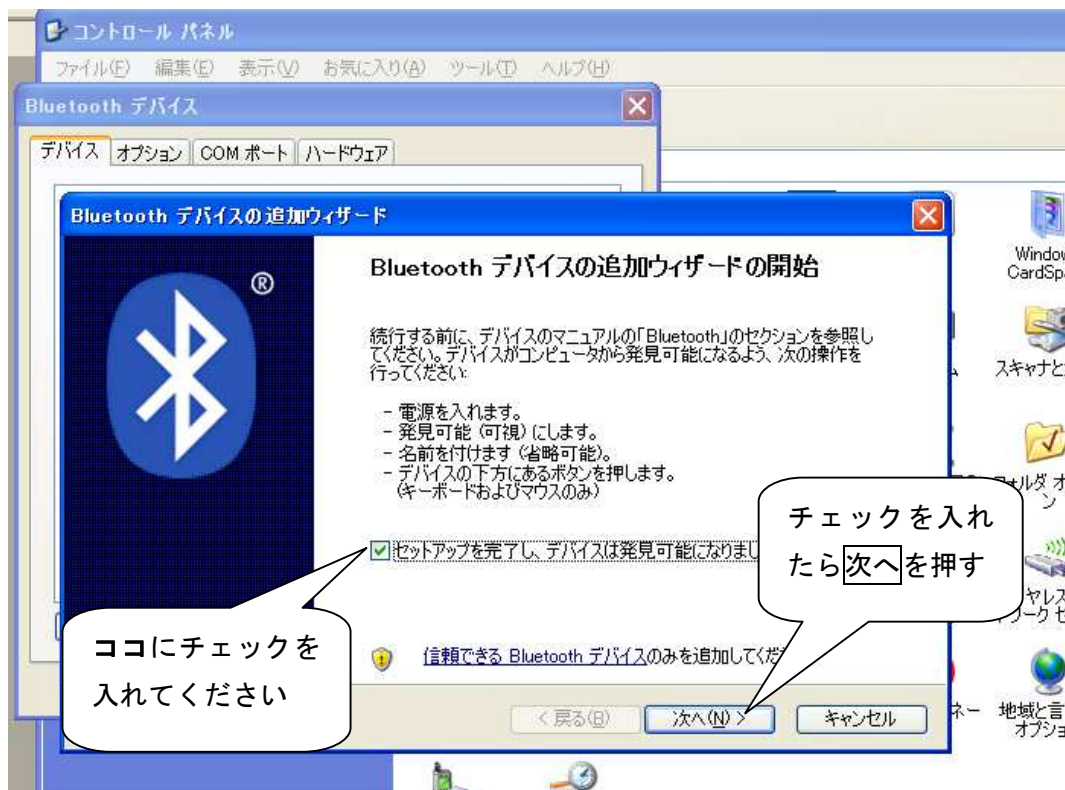 コントロール パネル
ファイル(F) 編集(E) 表示(V) お気に入り(A) ツール(T) ヘルプ(H)
Bluetooth デバイス
デバイス オプション COM ポート ハードウェア
Bluetooth デバイスの追加ウィザード
®
Bluetooth デバイスの追加ウィザードの開始
続行する前に、デバイスのマニュアルの「Bluetooth」のセクションを参照し
てください。デバイスがコンピュータから発見可能になるよう、次の操作を
行ってください:
- 電源を入れます。
- 発見可能 (可視) にします。
- 名前を付けます (省略可能)。
- デバイスの下方にあるボタンを押します。
(キーボードおよびマウスのみ)
セットアップを完了し、デバイスは発見可能になりまし
チェックを入れ
たら次へを押す
ココにチェックを
入れてください
信頼できる Bluetooth デバイスのみを追加してくだ
< 戻る(B) 次へ(N) > キャンセル
Window
CardSp
スキャナと
ォルダ オ
ン
ヤレス
ワーク セ
ネー
地域と言
オプショ